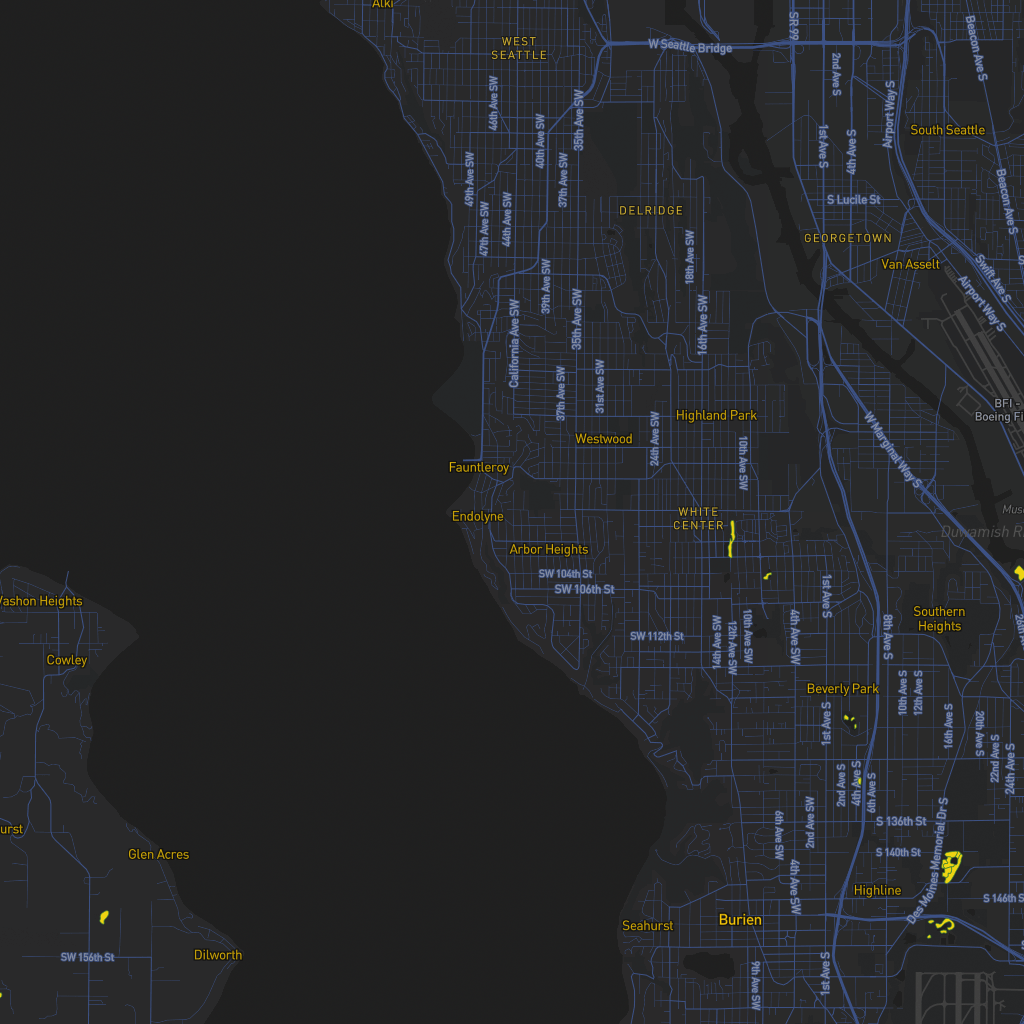 Alki
WEST
SEATTLE
W Seattle Bridge
SR 99
2nd Ave S
Beacon Ave S
46th Ave SW
40th Ave SW
35th Ave SW
1st Ave S
4th Ave S
Airport Way S
South Seattle
49th Ave SW
37th Ave SW
47th Ave SW
44th Ave SW
DELRIDGE
S Lucile St
Beacon Ave S
GEORGETOWN
18th Ave SW
Van Asselt
Swift Ave S
Airport Way S
39th Ave SW
California Ave SW
35th Ave SW
16th Ave SW
37th Ave SW
31st Ave SW
24th Ave SW
Highland Park
Westwood
10th Ave SW
BFI -
Boeing Fi
W Marginal Way S
Fauntleroy
Endolyne
WHITE
CENTER
Mus
Duwamish R
Arbor Heights
SW 104th St
SW 106th St
1st Ave S
Vashon Heights
Southern
Heights
SW 112th St
14th Ave SW
12th Ave SW
10th Ave SW
4th Ave SW
8th Ave S
Cowley
Beverly Park
10th Ave S
12th Ave S
1st Ave S
16th Ave S
20th Ave S
22nd Ave S
24th Ave S
2nd Ave S
4th Ave S
6th Ave S
6th Ave SW
2nd Ave SW
S 136th St
urst
Glen Acres
S 140th St
Des Moines Memorial Dr S
4th Ave SW
Highline
S 146th S
Burien
Seahurst
SW 156th St
Dilworth
9th Ave SW
1st Ave S